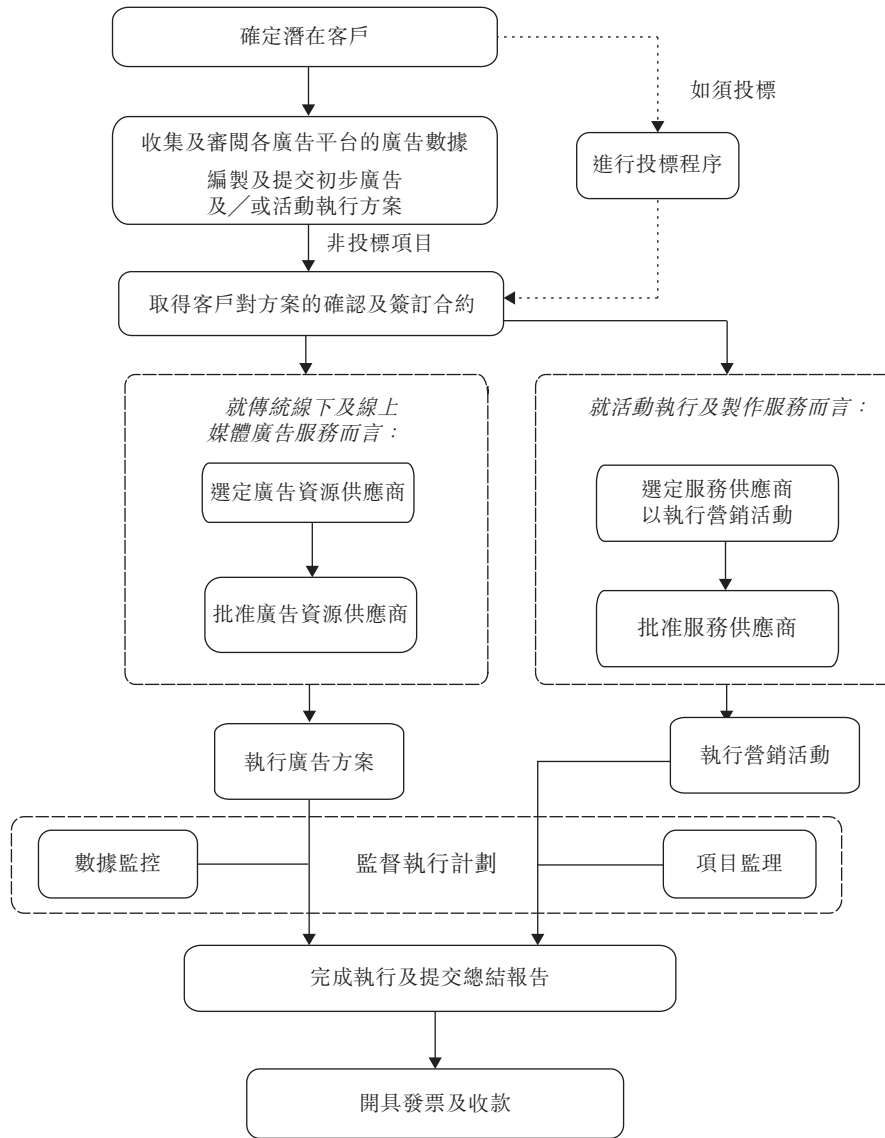 確定潛在客戶
如須投標
收集及審閱各廣告平台的廣告數據
編製及提交初步廣告
及／或活動執行方案
進行投標程序
非投標項目
取得客戶對方案的確認及簽訂合約
就傳統線下及線上
媒體廣告服務而言：
選定廣告資源供應商
批准廣告資源供應商
就活動執行及製作服務而言：
選定服務供應商
以執行營銷活動
批准服務供應商
執行廣告方案
執行營銷活動
數據監控
監督執行計劃
項目監理
完成執行及提交總結報告
開具發票及收款